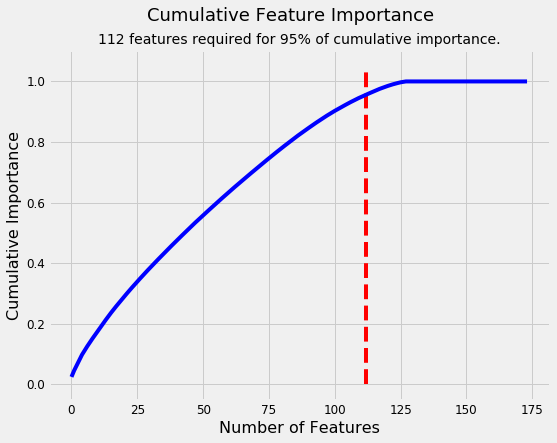 Cumulative Feature Importance
112 features required for 95% of cumulative importance.
1.0
0.8
0.6
0.4
0.2
0.0
Cumulative Importance
0 25 50 75 100 125 150 175
Number of Features